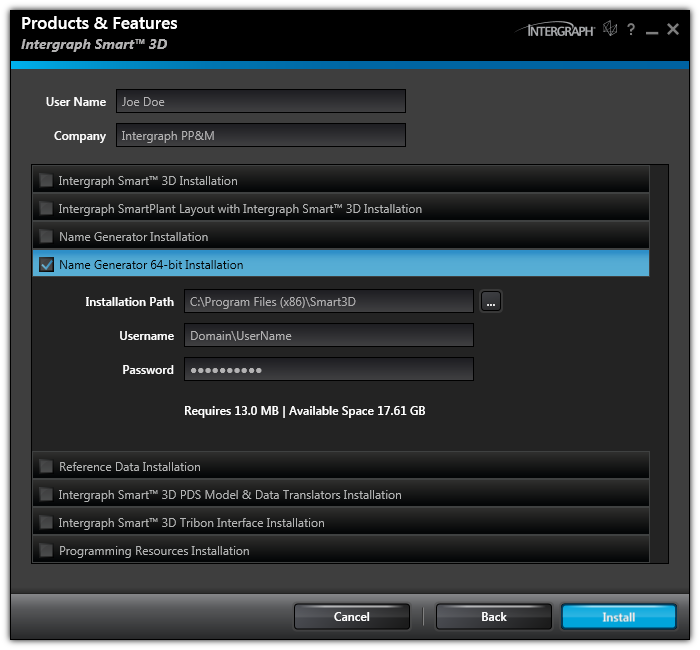 Products & Features
Intergraph Smart™ 3D
INTERGRAPH
?
User Name Joe Doe
Company Intergraph PP&M
Intergraph Smart™ 3D Installation
Intergraph SmartPlant Layout with Intergraph Smart™ 3D Installation
Name Generator Installation
Name Generator 64-bit Installation
Installation Path C:\Program Files (x86)\Smart3D ...
Username Domain\UserName
Password ●●●●●●●●●●
Requires 13.0 MB | Available Space 17.61 GB
Reference Data Installation
Intergraph Smart™ 3D PDS Model & Data Translators Installation
Intergraph Smart™ 3D Tribon Interface Installation
Programming Resources Installation
Cancel Back Install